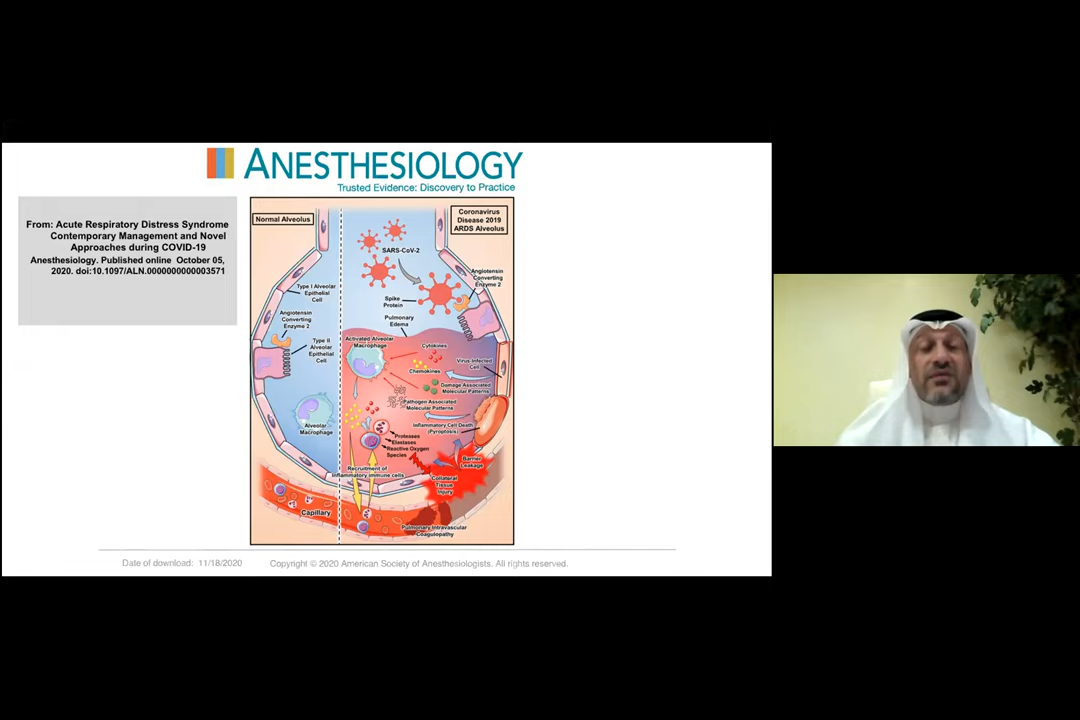 ANESTHESIOLOGY
Trusted Evidence: Discovery to Practice
From: Acute Respiratory Distress Syndrome
Contemporary Management and Novel
Approaches during COVID-19
Anesthesiology. Published online October 05,
2020. doi:10.1097/ALN.0000000000003571
Normal Alveolus
Coronavirus
Disease 2019
ARDS Alveolus
SARS-CoV-2
Angiotensin
Converting
Enzyme 2
Type I Alveolar
Epithelial
Cell
Spike
Protein
Angiotensin
Converting
Enzyme 2
Pulmonary
Edema
Type II
Alveolar
Epithelial
Cell
Activated Alveolar
Macrophage
Cytokines
Virus-Infected
Cell
Chemokines
Damage Associated
Molecular Patterns
Pathogen Associated
Molecular Patterns
Alveolar
Macrophage
Inflammatory Cell Death
(Pyroptosis)
Proteases
Elastases
Reactive Oxygen
Species
Barrier
Leakage
Recruitment of
Inflammatory immune cells
Collateral
Tissue
Injury
Capillary
Pulmonary Intravascular
Coagulopathy
Date of download: 11/18/2020
Copyright © 2020 American Society of Anesthesiologists. All rights reserved.